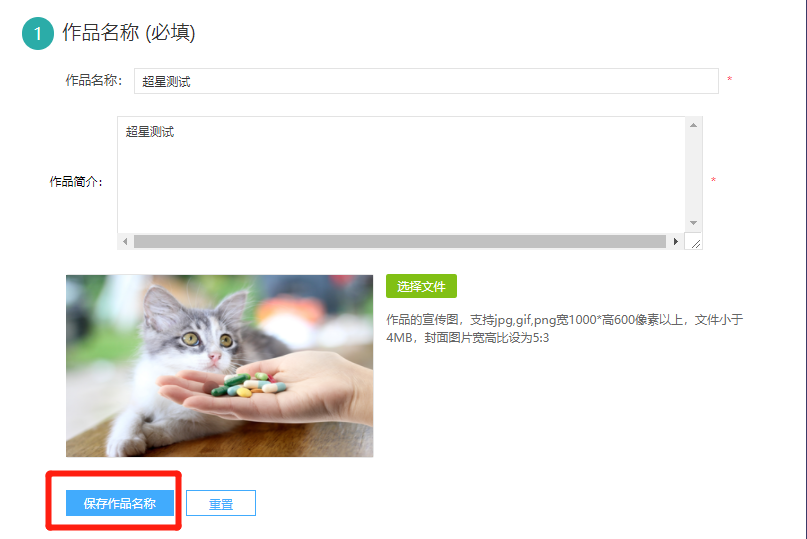 1 作品名称 (必填)
作品名称： 超星测试 *
超星测试
作品简介： *
选择文件
作品的宣传图，支持jpg,gif,png宽1000*高600像素以上，文件小于
4MB，封面图片宽高比设为5:3
保存作品名称 重置